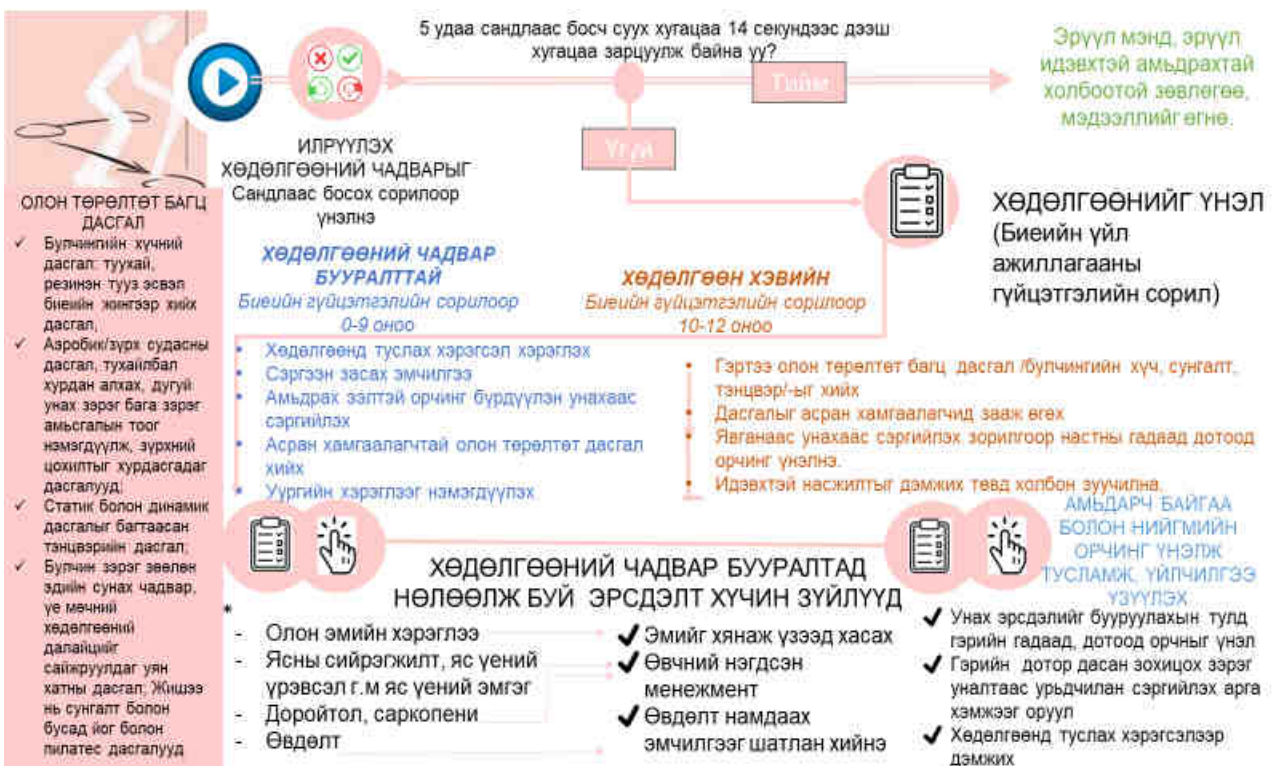 5 удаа сандлаас босч суух хугацаа 14 секундээс дээш
хугацаа зарцуулж байна уу?
Тийм
Үгүй
Эрүүл мэнд, эрүүл
идэвхтэй амьдрахтай
холбоотой зөвлөгөө,
мэдээллийг өгнө.
ИЛРҮҮЛЭХ
ХӨДӨЛГӨӨНИЙ ЧАДВАРЫГ
Сандлаас босох сорилоор
үнэлнэ
ХӨДӨЛГӨӨНИЙГ ҮНЭЛ
(Биеийн үйл
ажиллагааны
гүйцэтгэлийн сорил)
ОЛОН ТӨРӨЛТӨТ БАГЦ
ДАСГАЛ
✓ Булчингийн хүчний
дасгал: туухай,
резинэн тууз эсвэл
биеийн жингээр хийх
дасгал,
✓ Аэробик/зүрх судасны
дасгал, тухайлбал
хурдан алхах, дугуй
унах зэрэг бага зэрэг
амьсгалын тоог
нэмэгдүүлж, зүрхний
цохилтыг хурдасгадаг
дасгалууд;
✓ Статик болон динамик
дасгалыг багтаасан
тэнцвэрийн дасгал;
✓ Булчин зэрэг зөөлөн
эдийн сунах чадвар,
үе мөчний
хөдөлгөөний
далайцийг
сайжруулдаг уян
хатны дасгал; Жишээ
нь сунгалт болон
бусад йог болон
пилатес дасгалууд
ХӨДӨЛГӨӨНИЙ ЧАДВАР
БУУРАЛТТАЙ
Биеийн гүйцэтгэлийн сорилоор
0-9 оноо
• Хөдөлгөөнд туслах хэрэгсэл хэрэглэх
• Сэргээн засах эмчилгээ
• Амьдрах ээлтэй орчинг бүрдүүлэн унахаас
сэргийлэх
• Асран хамгаалагчтай олон төрөлтөт дасгал
хийх
• Уургийн хэрэглээг нэмэгдүүлэх
ХӨДӨЛГӨӨН ХЭВИЙН
Биеийн гүйцэтгэлийн сорилоор
10-12 оноо
• Гэртээ олон төрөлтөт багц дасгал /булчингийн хүч, сунгалт,
тэнцвэр/-ыг хийх
• Дасгалыг асран хамгаалагчид зааж өгөх
• Явганаас унахаас сэргийлэх зорилгоор настны гадаад дотоод
орчинг үнэлнэ.
• Идэвхтэй насжилтыг дэмжих төвд холбон зуучилна.
ХӨДӨЛГӨӨНИЙ ЧАДВАР БУУРАЛТАД
НӨЛӨӨЛЖ БУЙ ЭРСДЭЛТ ХҮЧИН ЗҮЙЛҮҮД
*
- Олон эмийн хэрэглээ
- Ясны сийрэгжилт, яс үений
үрэвсэл г.м яс үений эмгэг
- Доройтол, саркопени
- Өвдөлт
✓ Эмийг хянаж үзээд хасах
✓ Өвчний нэгдсэн
менежмент
✓ Өвдөлт намдаах
эмчилгээг шатлан хийнэ
АМЬДАРЧ БАЙГАА
БОЛОН НИЙГМИЙН
ОРЧИНГ ҮНЭЛЖ
ТУСЛАМЖ, ҮЙЛЧИЛГЭЭ
ҮЗҮҮЛЭХ
✓ Унах эрсдэлийг бууруулахын тулд
гэрийн гадаад, дотоод орчныг үнэл
✓ Гэрийн дотор дасан зохицох зэрэг
уналтаас урьдчилан сэргийлэх арга
хэмжээг оруул
✓ Хөдөлгөөнд туслах хэрэгсэлээр
дэмжих